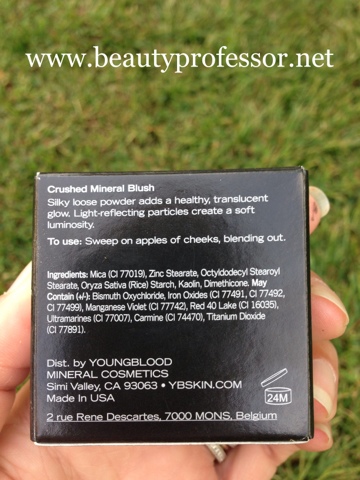 www.beautyprofessor.net
Crushed Mineral Blush
Silky loose powder adds a healthy, translucent
glow. Light-reflecting particles create a soft
luminosity.
To use: Sweep on apples of cheeks, blending out.
Ingredients: Mica (CI 77019), Zinc Stearate, Octyldodecyl Stearoyl
Stearate, Oryza Sativa (Rice) Starch, Kaolin, Dimethicone. May
Contain (+/-): Bismuth Oxychloride, Iron Oxides (CI 77491, CI 77492,
CI 77499), Manganese Violet (CI 77742), Red 40 Lake (CI 16035),
Ultramarines (CI 77007), Carmine (CI 74470), Titanium Dioxide
(CI 77891).
Dist. by YOUNGBLOOD
MINERAL COSMETICS
Simi Valley, CA 93063 • YBSKIN.COM
Made In USA
24M
2 rue Rene Descartes, 7000 MONS, Belgium